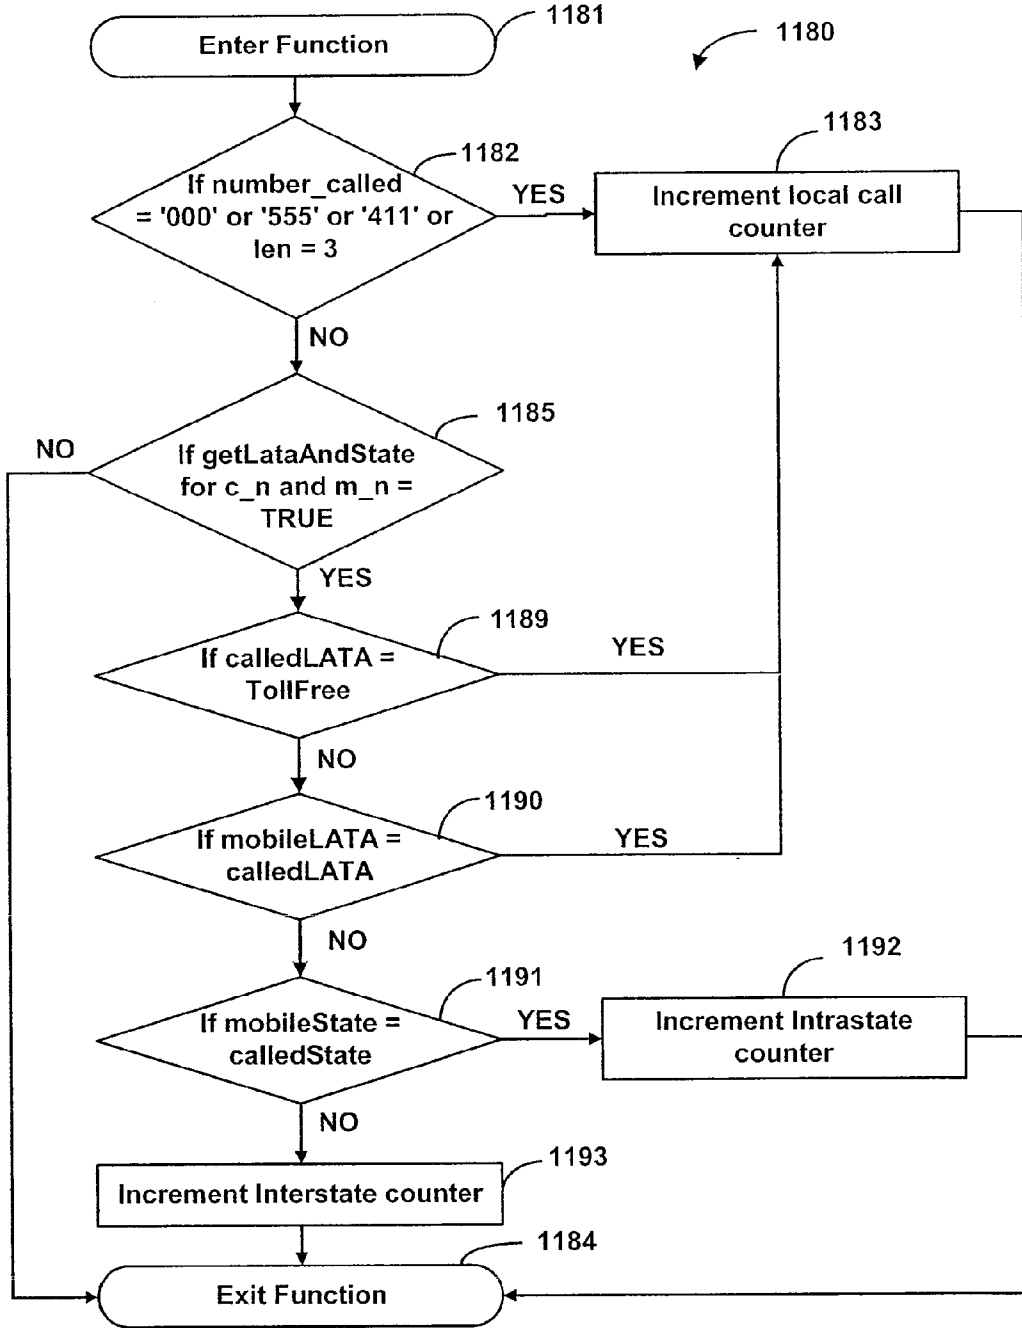 1181
Enter Function
1180
1183
1182
If number_called
= '000' or '555' or '411' or
len = 3
YES
Increment local call
counter
NO
1185
NO
If getLataAndState
for c_n and m_n =
TRUE
YES
1189
If calledLATA =
TollFree
YES
NO
1190
If mobileLATA =
calledLATA
YES
NO
1192
1191
If mobileState =
calledState
YES
Increment Intrastate
counter
NO
1193
Increment Interstate counter
1184
Exit Function